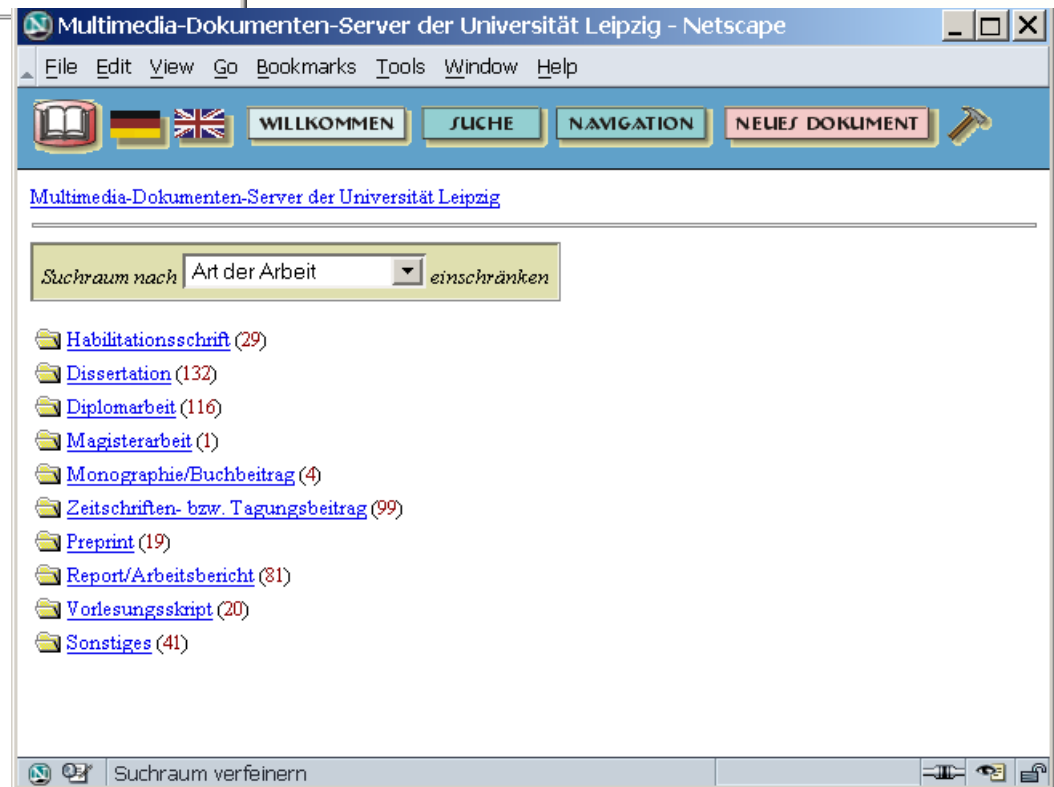 Multimedia-Dokumenten-Server der Universität Leipzig - Netscape
File Edit View Go Bookmarks Tools Window Help
WILLKOMMEN SUCHE NAVIGATION NEUES DOKUMENT
Multimedia-Dokumenten-Server der Universität Leipzig
Suchraum nach Art der Arbeit einschränken
Habilitationsschrift (29)
Dissertation (132)
Diplomarbeit (116)
Magisterarbeit (1)
Monographie/Buchbeitrag (4)
Zeitschriften- bzw. Tagungsbeitrag (99)
Preprint (19)
Report/Arbeitsbericht (81)
Vorlesungsskript (20)
Sonstiges (41)
Suchraum verfeinern